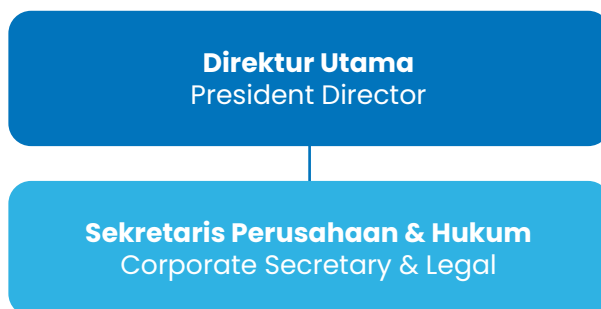 Direktur Utama
President Director
Sekretaris Perusahaan & Hukum
Corporate Secretary & Legal